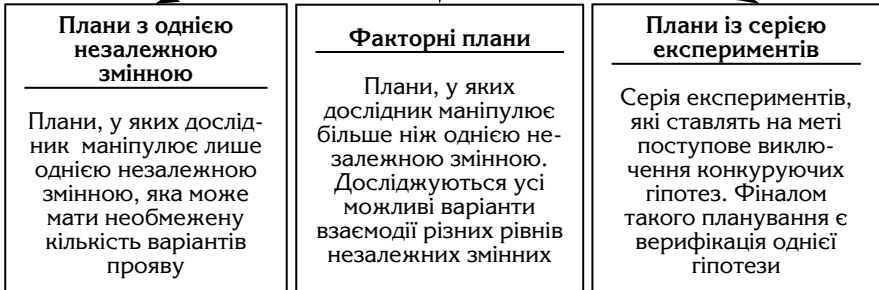 Плани з однією
незалежною
змінною
Плани, у яких дослід-
ник маніпулює лише
однією незалежною
змінною, яка може
мати необмежену
кількість варіантів
прояву
Факторні плани
Плани, у яких
дослідник маніпулює
більше ніж однією не-
залежною змінною.
Досліджуються усі
можливі варіанти
взаємодії різних рівнів
незалежних змінних
Плани із серією
експериментів
Серія експериментів,
які ставлять на меті
поступове виклю-
чення конкуруючих
гіпотез. Фіналом
такого планування є
верифікація однієї
гіпотези